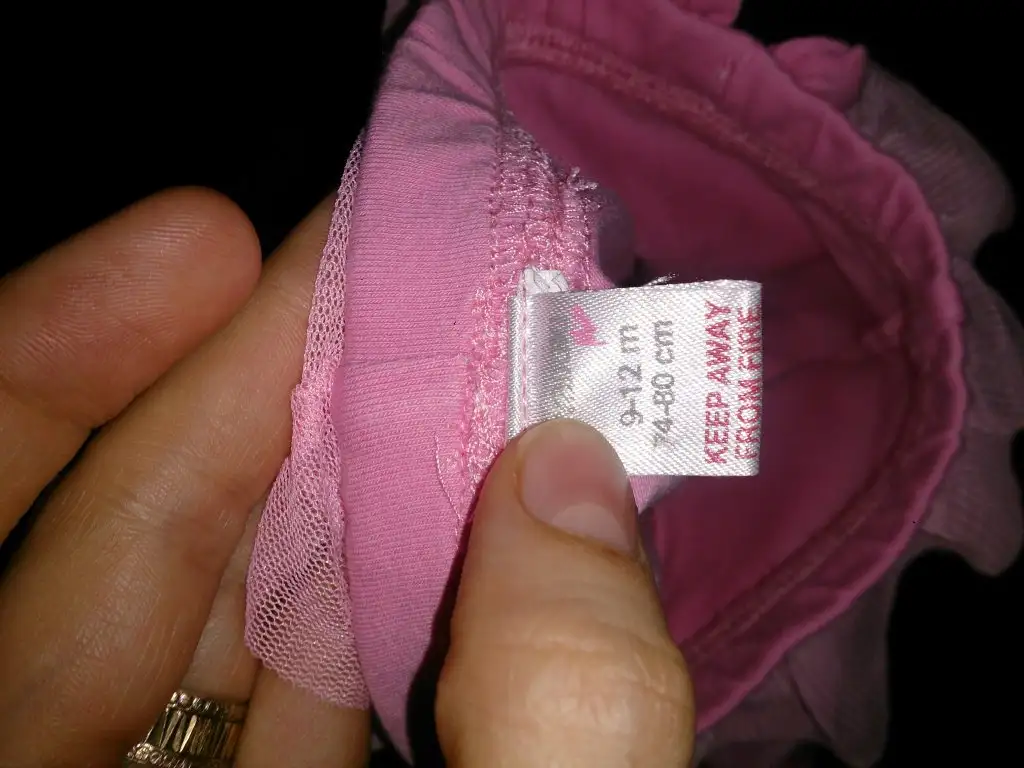 9-12 m
74-80 cm
KEEP AWAY
FROM FIRE